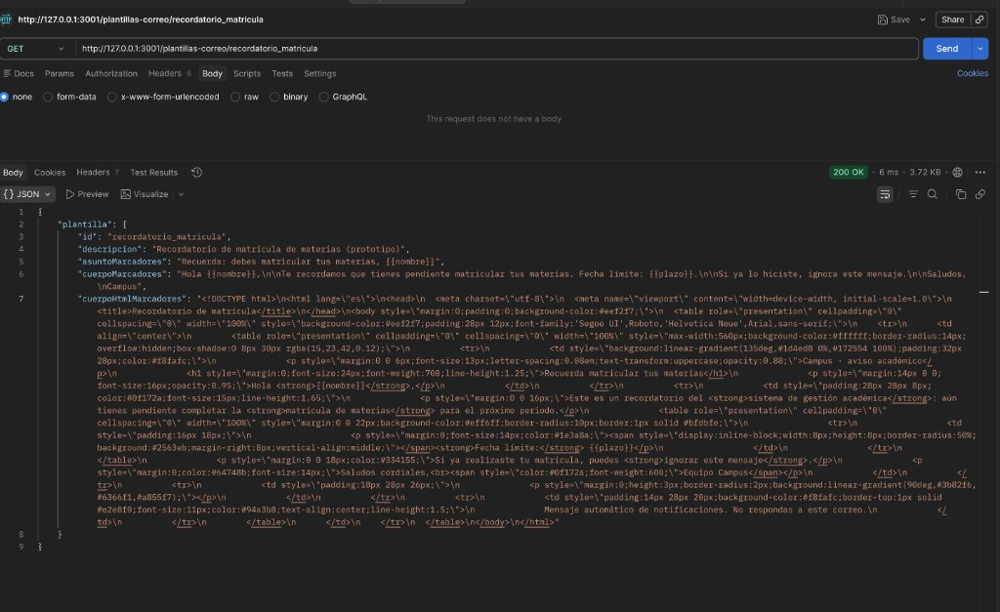 HTTP http://127.0.0.1:3001/plantillas-correo/recordatorio_matricula Save Share
GET http://127.0.0.1:3001/plantillas-correo/recordatorio_matricula Send
Docs Params Authorization Headers 6 Body Scripts Tests Settings Cookies
none form-data x-www-form-urlencoded raw binary GraphQL
This request does not have a body
Body Cookies Headers 7 Test Results 200 OK • 6 ms • 3.72 KB
{} JSON Preview Visualize
1 {
2 "plantilla": {
3 "id": "recordatorio_matricula",
4 "descripcion": "Recordatorio de matrícula de materias (prototipo)",
5 "asuntoMarcadores": "Recuerda: debes matricular tus materias, {{nombre}}",
6 "cuerpoMarcadores": "Hola {{nombre}},\n\nTe recordamos que tienes pendiente matricular tus materias. Fecha límite: {{plazo}}.\n\nSi ya lo hiciste, ignora este mensaje.\n\nSaludos,
\nCampus",
7 "cuerpoHtmlMarcadores": "<!DOCTYPE html>\n<html lang=\"es\">\n<head>\n <meta charset=\"utf-8\">\n <meta name=\"viewport\" content=\"width=device-width, initial-scale=1.0\">\n
<title>Recordatorio de matrícula</title>\n</head>\n<body style=\"margin:0;padding:0;background-color:#eef2f7;\">\n <table role=\"presentation\" cellpadding=\"0\"
cellspacing=\"0\" width=\"100%\" style=\"background-color:#eef2f7;padding:28px 12px;font-family:'Segoe UI',Roboto,'Helvetica Neue',Arial,sans-serif;\">\n <tr>\n <td
align=\"center\">\n <table role=\"presentation\" cellpadding=\"0\" cellspacing=\"0\" width=\"100%\" style=\"max-width:560px;background-color:#ffffff;border-radius:14px;
overflow:hidden;box-shadow:0 8px 30px rgba(15,23,42,0.12);\">\n <tr>\n <td style=\"background:linear-gradient(135deg,#1d4ed8 0%,#172554 100%);padding:32px
28px;color:#f8fafc;\">\n <p style=\"margin:0 0 6px;font-size:13px;letter-spacing:0.08em;text-transform:uppercase;opacity:0.88;\">Campus · aviso académico</
p>\n <h1 style=\"margin:0;font-size:24px;font-weight:700;line-height:1.25;\">Recuerda matricular tus materias</h1>\n <p style=\"margin:14px 0 0;
font-size:16px;opacity:0.95;\">Hola <strong>{{nombre}}</strong>,</p>\n </td>\n </tr>\n <tr>\n <td style=\"padding:28px 28px 8px;
color:#0f172a;font-size:15px;line-height:1.65;\">\n <p style=\"margin:0 0 16px;\">Este es un recordatorio del <strong>sistema de gestión académica</strong>: aún
tienes pendiente completar la <strong>matrícula de materias</strong> para el próximo periodo.</p>\n <table role=\"presentation\" cellpadding=\"0\"
cellspacing=\"0\" width=\"100%\" style=\"margin:0 0 22px;background-color:#eff6ff;border-radius:10px;border:1px solid #bfdbfe;\">\n <tr>\n <td
style=\"padding:16px 18px;\">\n <p style=\"margin:0;font-size:14px;color:#1e3a8a;\"><span style=\"display:inline-block;width:8px;height:8px;border-radius:50%;
background:#2563eb;margin-right:8px;vertical-align:middle;\"></span><strong>Fecha límite:</strong> {{plazo}}</p>\n </td>\n </tr>\n
</table>\n <p style=\"margin:0 0 18px;color:#334155;\">Si ya realizaste tu matrícula, puedes <strong>ignorar este mensaje</strong>.</p>\n <p
style=\"margin:0;color:#64748b;font-size:14px;\">Saludos cordiales,<br><span style=\"color:#0f172a;font-weight:600;\">Equipo Campus</span></p>\n </td>\n </
tr>\n <tr>\n <td style=\"padding:18px 28px 26px;\">\n <p style=\"margin:0;height:3px;border-radius:2px;background:linear-gradient(90deg,#3b82f6,
#6366f1,#a855f7);\"></p>\n </td>\n </tr>\n <tr>\n <td style=\"padding:14px 28px 20px;background-color:#f8fafc;border-top:1px solid
#e2e8f0;font-size:11px;color:#94a3b8;text-align:center;line-height:1.5;\">\n Mensaje automático de notificaciones. No respondas a este correo.\n </
td>\n </tr>\n </table>\n </td>\n </tr>\n </table>\n</body>\n</html>"
8 }
9 }